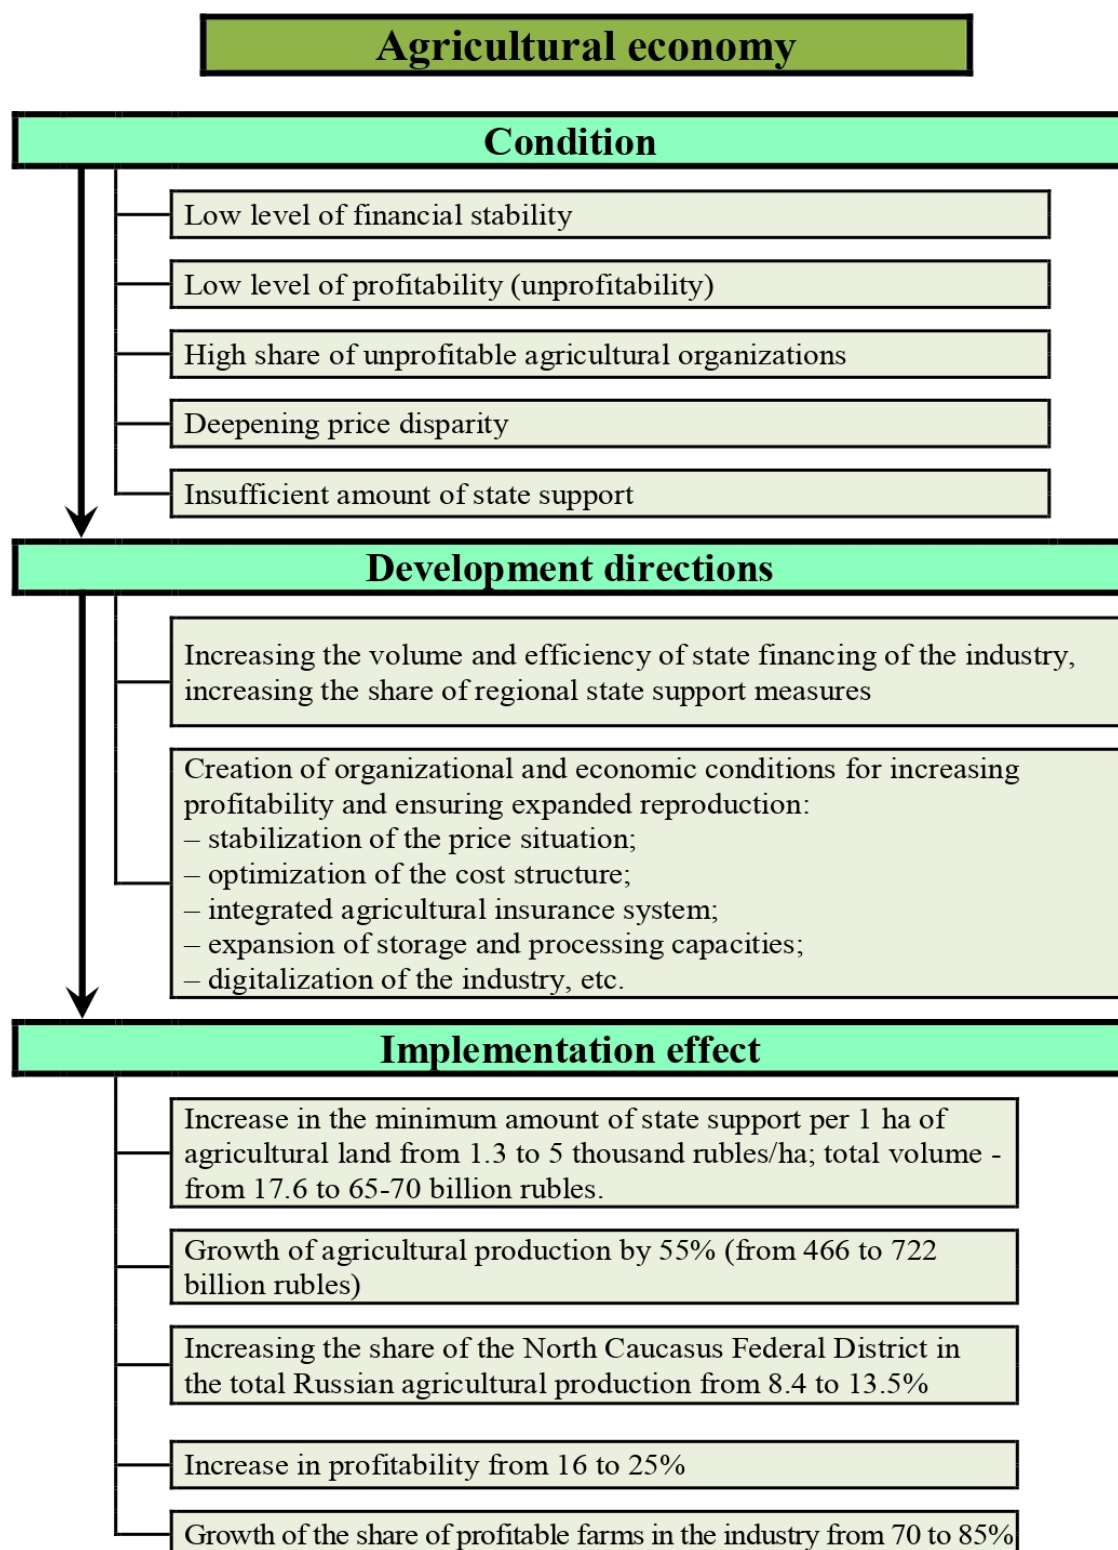 Agricultural economy
Condition
Low level of financial stability
Low level of profitability (unprofitability)
High share of unprofitable agricultural organizations
Deepening price disparity
Insufficient amount of state support
Development directions
Increasing the volume and efficiency of state financing of the industry,
increasing the share of regional state support measures
Creation of organizational and economic conditions for increasing
profitability and ensuring expanded reproduction:
– stabilization of the price situation;
– optimization of the cost structure;
– integrated agricultural insurance system;
– expansion of storage and processing capacities;
– digitalization of the industry, etc.
Implementation effect
Increase in the minimum amount of state support per 1 ha of
agricultural land from 1.3 to 5 thousand rubles/ha; total volume -
from 17.6 to 65-70 billion rubles.
Growth of agricultural production by 55% (from 466 to 722
billion rubles)
Increasing the share of the North Caucasus Federal District in
the total Russian agricultural production from 8.4 to 13.5%
Increase in profitability from 16 to 25%
Growth of the share of profitable farms in the industry from 70 to 85%